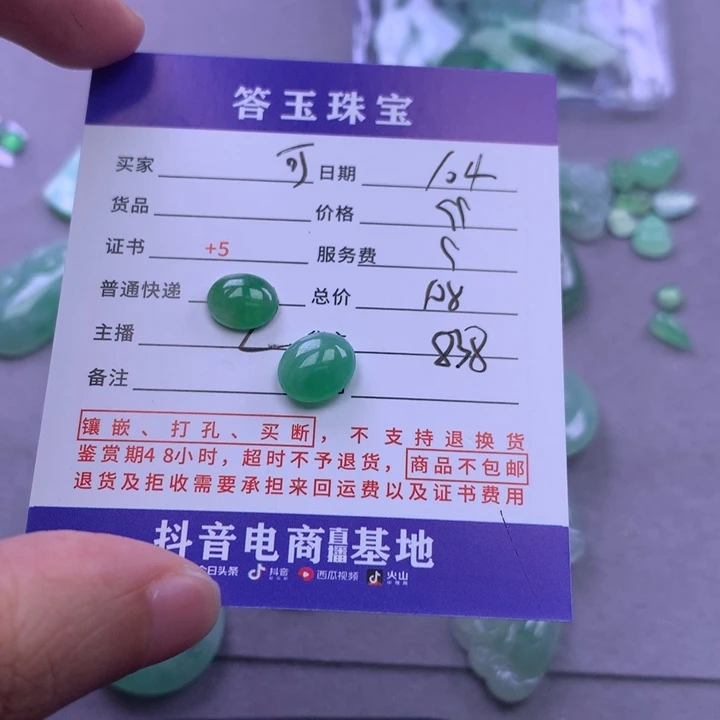 答玉珠宝
买家 日期 10.4
货品 价格
证书 +5 服务费
普通快递 总价 128
主播 838
备注
镶嵌、打孔、买断，不支持退换货
鉴赏期48小时，超时不予退货，商品不包邮
退货及拒收需要承担来回运费以及证书费用
抖音电商直播基地
今日头条 抖音 西瓜视频 火山